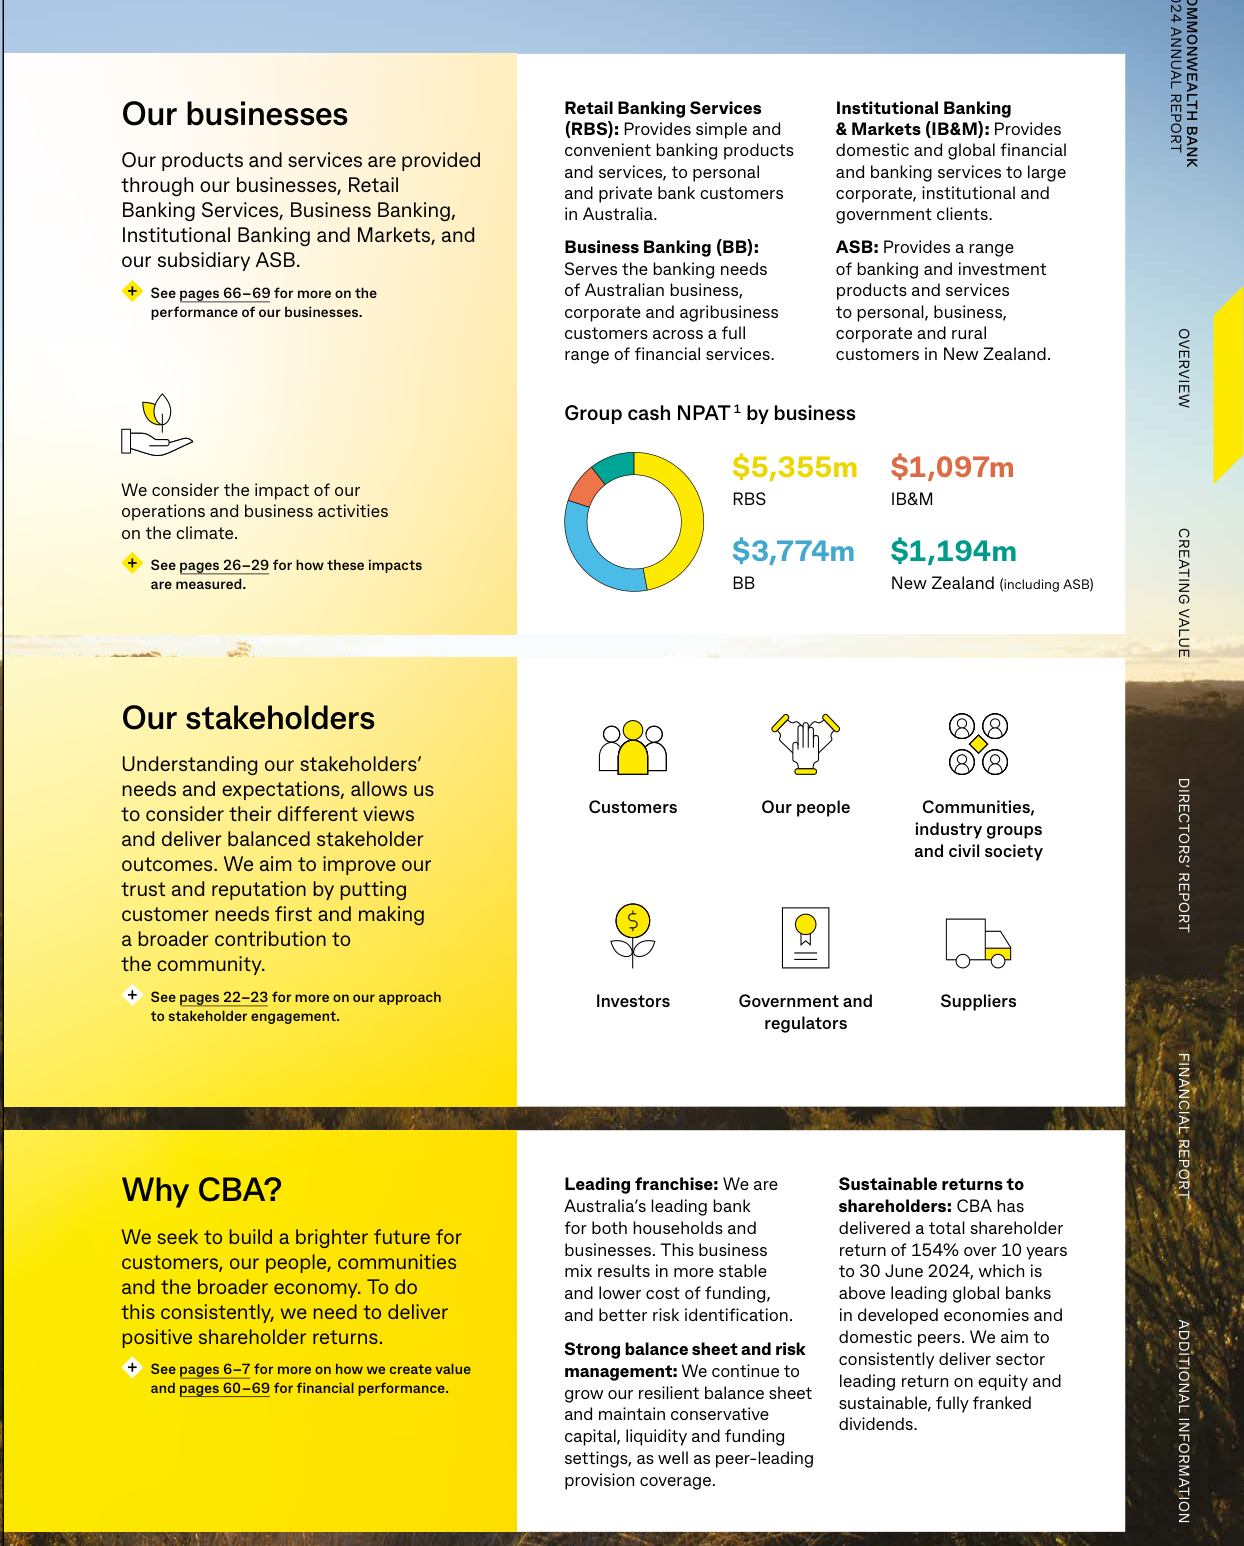 Our businesses
Our products and services are provided
through our businesses, Retail
Banking Services, Business Banking,
Institutional Banking and Markets, and
our subsidiary ASB.
See pages 66–69 for more on the
performance of our businesses.
We consider the impact of our
operations and business activities
on the climate.
See pages 26–29 for how these impacts
are measured.
Retail Banking Services
(RBS): Provides simple and
convenient banking products
and services, to personal
and private bank customers
in Australia.
Business Banking (BB):
Serves the banking needs
of Australian business,
corporate and agribusiness
customers across a full
range of financial services.
Institutional Banking
& Markets (IB&M): Provides
domestic and global financial
and banking services to large
corporate, institutional and
government clients.
ASB: Provides a range
of banking and investment
products and services
to personal, business,
corporate and rural
customers in New Zealand.
Group cash NPAT 1 by business
$5,355m
RBS
$1,097m
IB&M
$3,774m
BB
$1,194m
New Zealand (including ASB)
Our stakeholders
Understanding our stakeholders'
needs and expectations, allows us
to consider their different views
and deliver balanced stakeholder
outcomes. We aim to improve our
trust and reputation by putting
customer needs first and making
a broader contribution to
the community.
See pages 22–23 for more on our approach
to stakeholder engagement.
Customers
Our people
Communities,
industry groups
and civil society
$
Investors
Government and
regulators
Suppliers
Why CBA?
We seek to build a brighter future for
customers, our people, communities
and the broader economy. To do
this consistently, we need to deliver
positive shareholder returns.
See pages 6–7 for more on how we create value
and pages 60–69 for financial performance.
Leading franchise: We are
Australia's leading bank
for both households and
businesses. This business
mix results in more stable
and lower cost of funding,
and better risk identification.
Strong balance sheet and risk
management: We continue to
grow our resilient balance sheet
and maintain conservative
capital, liquidity and funding
settings, as well as peer-leading
provision coverage.
Sustainable returns to
shareholders: CBA has
delivered a total shareholder
return of 154% over 10 years
to 30 June 2024, which is
above leading global banks
in developed economies and
domestic peers. We aim to
consistently deliver sector
leading return on equity and
sustainable, fully franked
dividends.
OMMONWEALTH BANK
024 ANNUAL REPORT
OVERVIEW
CREATING VALUE
DIRECTORS' REPORT
FINANCIAL REPORT
ADDITIONAL INFORMATION